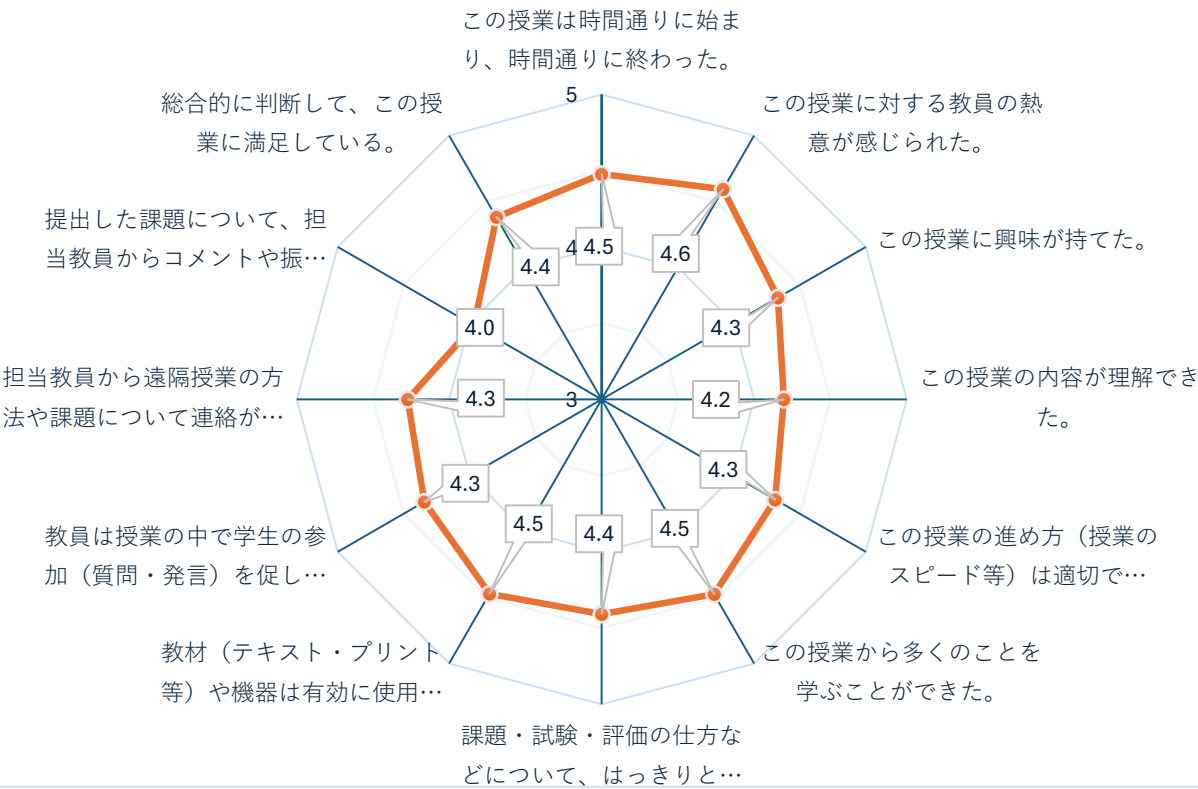 この授業は時間通りに始ま
り、時間通りに終わった。
この授業に対する教員の熱
意が感じられた。
この授業に興味が持てた。
この授業の内容が理解でき
た。
この授業の進め方（授業の
スピード等）は適切で…
この授業から多くのことを
学ぶことができた。
課題・試験・評価の仕方な
どについて、はっきりと…
教材（テキスト・プリント
等）や機器は有効に使用…
教員は授業の中で学生の参
加（質問・発言）を促し…
担当教員から遠隔授業の方
法や課題について連絡が…
提出した課題について、担
当教員からコメントや振…
総合的に判断して、この授
業に満足している。
5
4
3
4.5
4.6
4.3
4.2
4.3
4.5
4.4
4.5
4.3
4.3
4.0
4.4